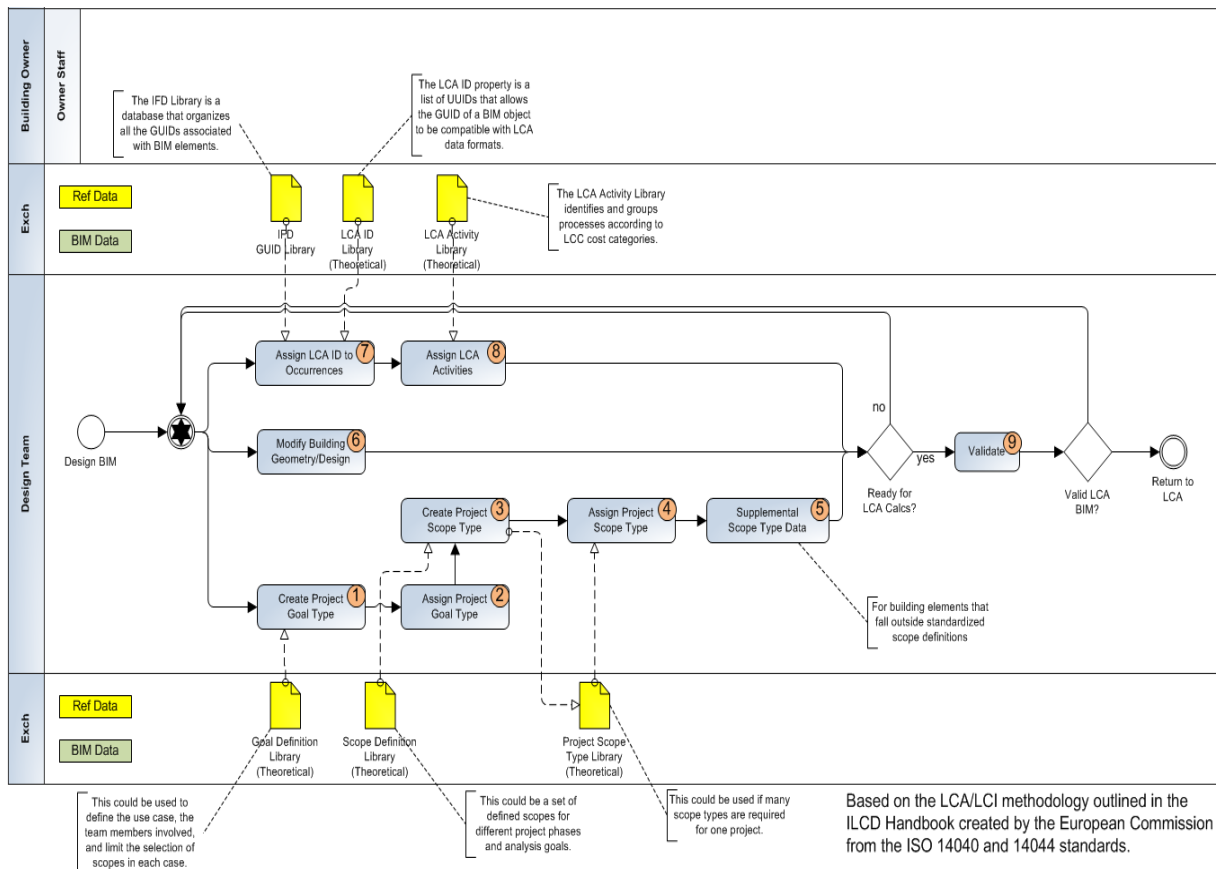 Building Owner
Owner Staff
The IFD Library is a
database that organizes
all the GUIDs associated
with BIM elements.
The LCA ID property is a
list of UUIDs that allows
the GUID of a BIM object
to be compatible with LCA
data formats.
Exch
Ref Data
BIM Data
IFD
GUID Library
LCA ID
Library
(Theoretical)
LCA Activity
Library
(Theoretical)
The LCA Activity Library
identifies and groups
processes according to
LCC cost categories.
Design Team
Design BIM
Assign LCA ID to
Occurrences
7
Assign LCA
Activities
8
Modify Building
Geometry/Design
6
Create Project
Scope Type
3
Assign Project
Scope Type
4
Supplemental
Scope Type Data
5
Create Project
Goal Type
1
Assign Project
Goal Type
2
no
yes
Ready for
LCA Calcs?
Validate
9
Valid LCA
BIM?
Return to
LCA
For building elements that
fall outside standardized
scope definitions
Exch
Ref Data
BIM Data
Goal Definition
Library
(Theoretical)
Scope Definition
Library
(Theoretical)
Project Scope
Type Library
(Theoretical)
This could be used to
define the use case, the
team members involved,
and limit the selection of
scopes in each case.
This could be a set of
defined scopes for
different project phases
and analysis goals.
This could be used if many
scope types are required
for one project.
Based on the LCA/LCI methodology outlined in the
ILCD Handbook created by the European Commission
from the ISO 14040 and 14044 standards.